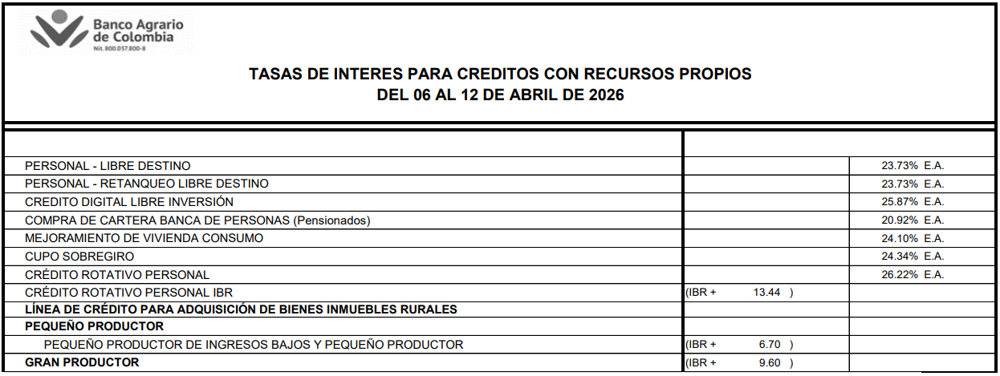 Banco Agrario
de Colombia
Nit. 800.037.800-8
TASAS DE INTERES PARA CREDITOS CON RECURSOS PROPIOS
DEL 06 AL 12 DE ABRIL DE 2026
PERSONAL - LIBRE DESTINO 23.73% E.A.
PERSONAL - RETANQUEO LIBRE DESTINO 23.73% E.A.
CREDITO DIGITAL LIBRE INVERSIÓN 25.87% E.A.
COMPRA DE CARTERA BANCA DE PERSONAS (Pensionados) 20.92% E.A.
MEJORAMIENTO DE VIVIENDA CONSUMO 24.10% E.A.
CUPO SOBREGIRO 24.34% E.A.
CRÉDITO ROTATIVO PERSONAL 26.22% E.A.
CRÉDITO ROTATIVO PERSONAL IBR (IBR + 13.44 )
LÍNEA DE CRÉDITO PARA ADQUISICIÓN DE BIENES INMUEBLES RURALES
PEQUEÑO PRODUCTOR
PEQUEÑO PRODUCTOR DE INGRESOS BAJOS Y PEQUEÑO PRODUCTOR (IBR + 6.70 )
GRAN PRODUCTOR (IBR + 9.60 )